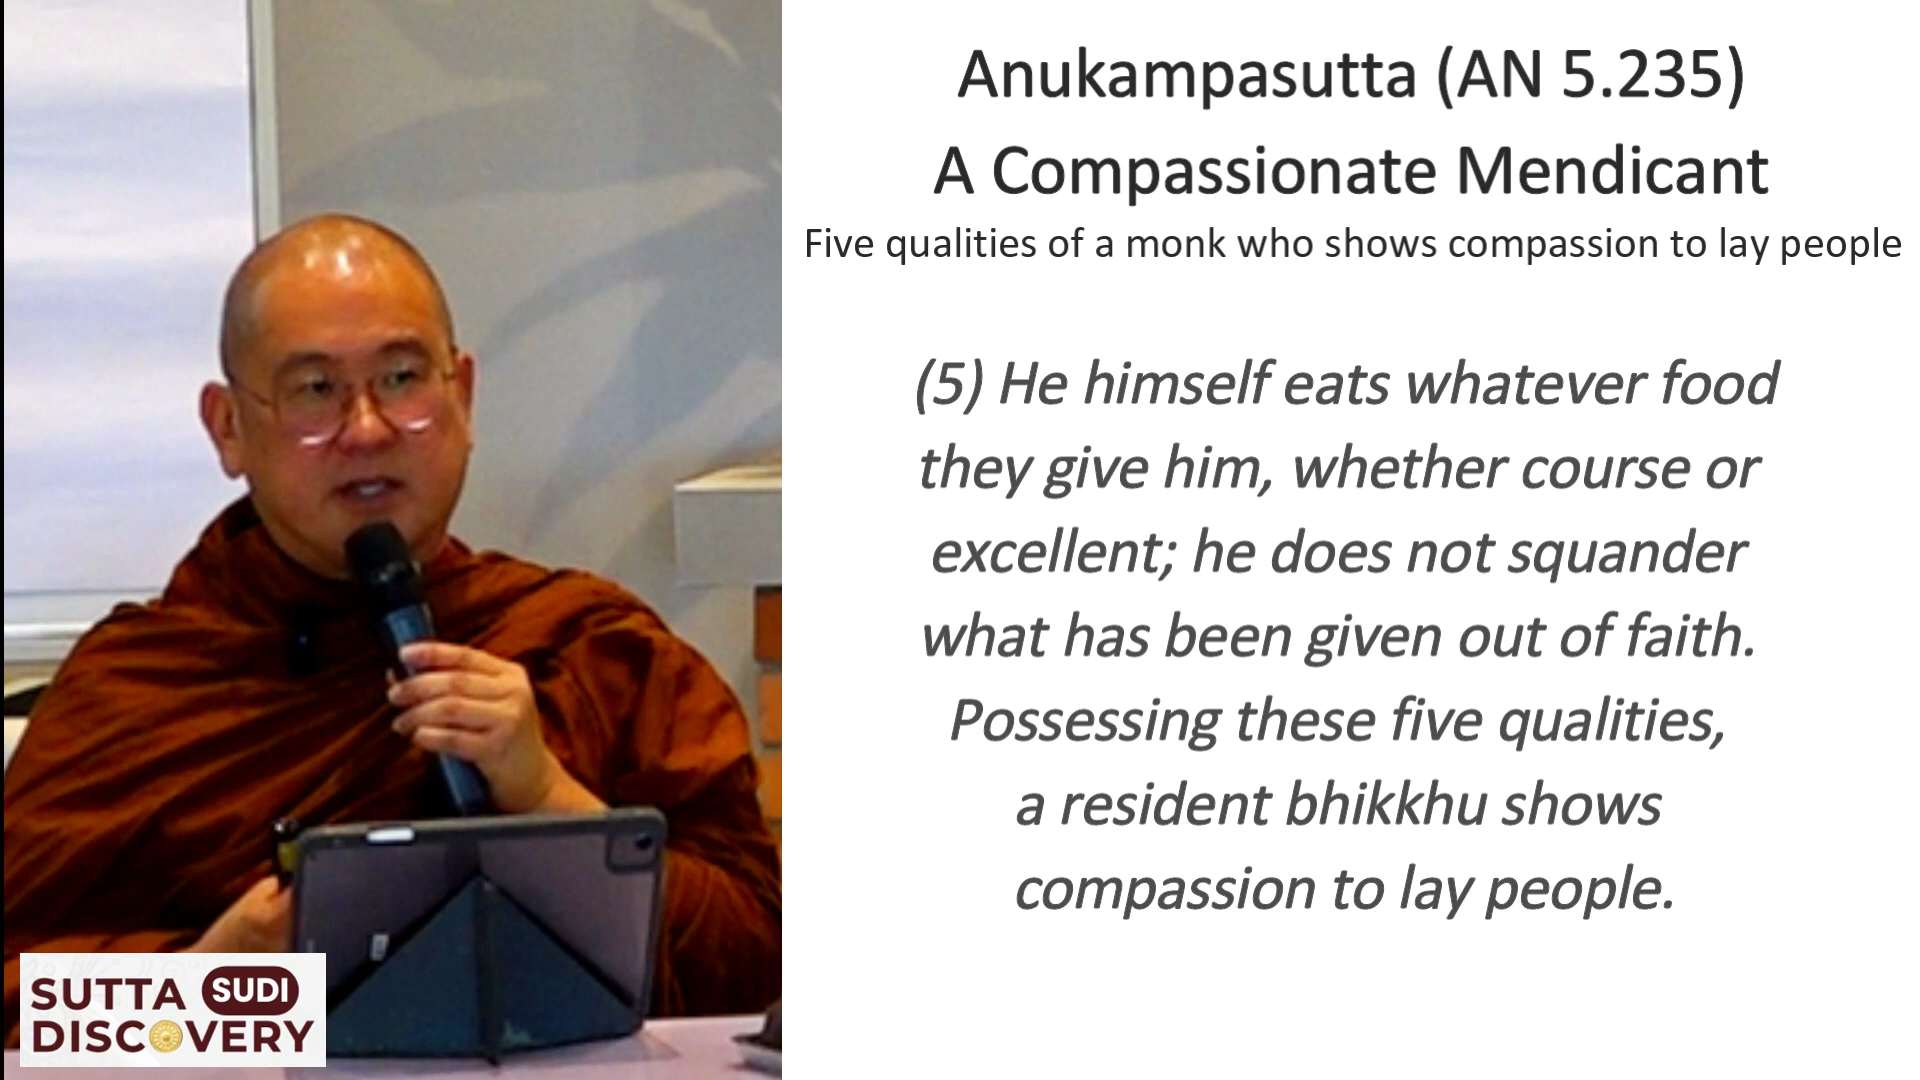 Anukampasutta (AN 5.235)
A Compassionate Mendicant
Five qualities of a monk who shows compassion to lay people
(5) He himself eats whatever food
they give him, whether course or
excellent; he does not squander
what has been given out of faith.
Possessing these five qualities,
a resident bhikkhu shows
compassion to lay people.
SUTTA SUDI
DISCOVERY